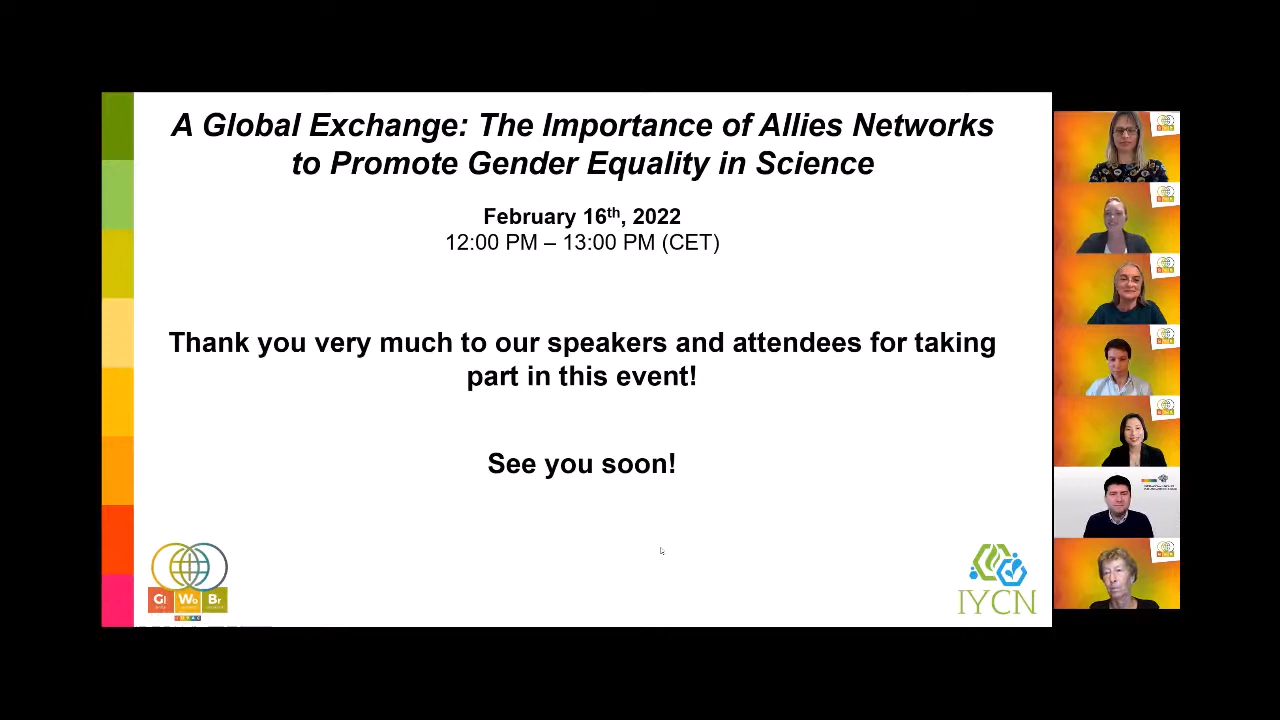 A Global Exchange: The Importance of Allies Networks
to Promote Gender Equality in Science
February 16th, 2022
12:00 PM – 13:00 PM (CET)
Thank you very much to our speakers and attendees for taking
part in this event!
See you soon!
Gl Wo Br
IUPAC
IYCN